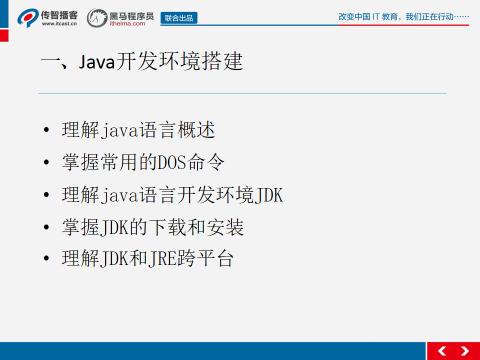 传智播客
www.itcast.cn
黑马程序员
itheima.com
联合出品
改变中国 IT 教育，我们正在行动……
一、Java开发环境搭建
• 理解java语言概述
• 掌握常用的DOS命令
• 理解java语言开发环境JDK
• 掌握JDK的下载和安装
• 理解JDK和JRE跨平台